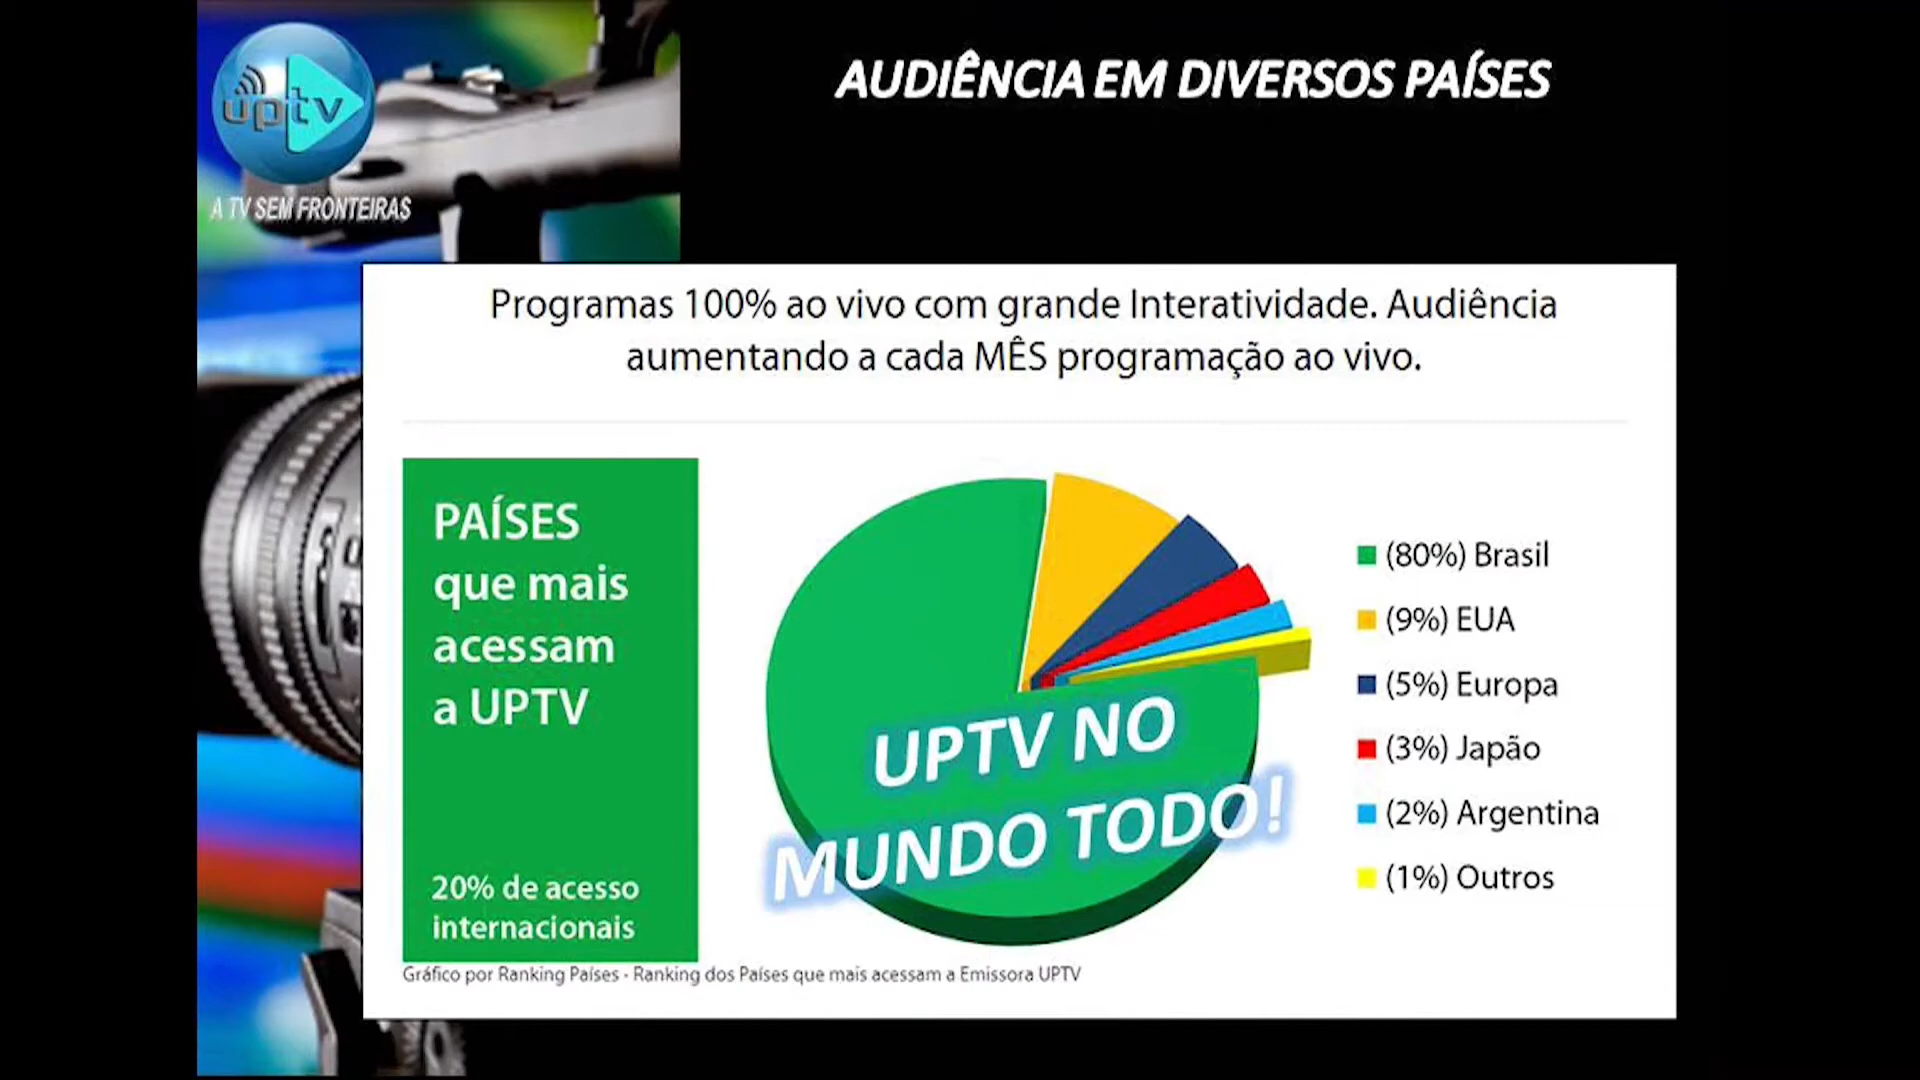 uptv
A TV SEM FRONTEIRAS
AUDIÊNCIA EM DIVERSOS PAÍSES
Programas 100% ao vivo com grande Interatividade. Audiência
aumentando a cada MÊS programação ao vivo.
PAÍSES
que mais
acessam
a UPTV
20% de acesso
internacionais
UPTV NO
MUNDO TODO!
(80%) Brasil
(9%) EUA
(5%) Europa
(3%) Japão
(2%) Argentina
(1%) Outros
Gráfico por Ranking Países - Ranking dos Países que mais acessam a Emissora UPTV